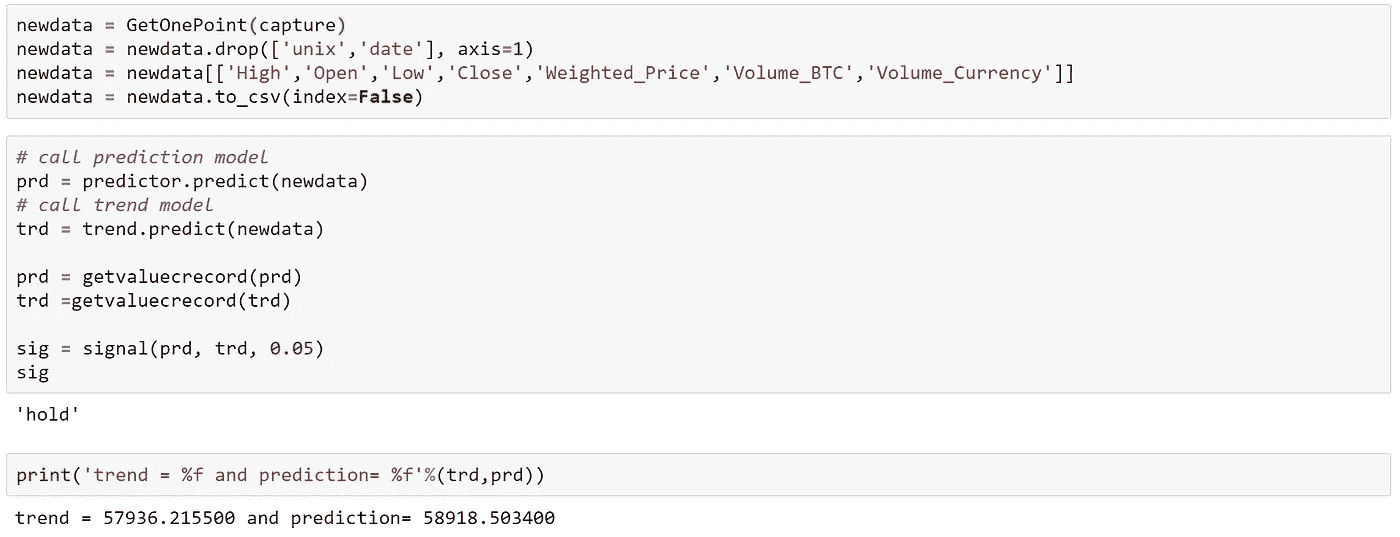 newdata = GetOnePoint(capture)
newdata = newdata.drop(['unix','date'], axis=1)
newdata = newdata[['High','Open','Low','Close','Weighted_Price','Volume_BTC','Volume_Currency']]
newdata = newdata.to_csv(index=False)
# call prediction model
prd = predictor.predict(newdata)
# call trend model
trd = trend.predict(newdata)
prd = getvaluecrecord(prd)
trd =getvaluecrecord(trd)
sig = signal(prd, trd, 0.05)
sig
'hold'
print('trend = %f and prediction= %f'%(trd,prd))
trend = 57936.215500 and prediction= 58918.503400